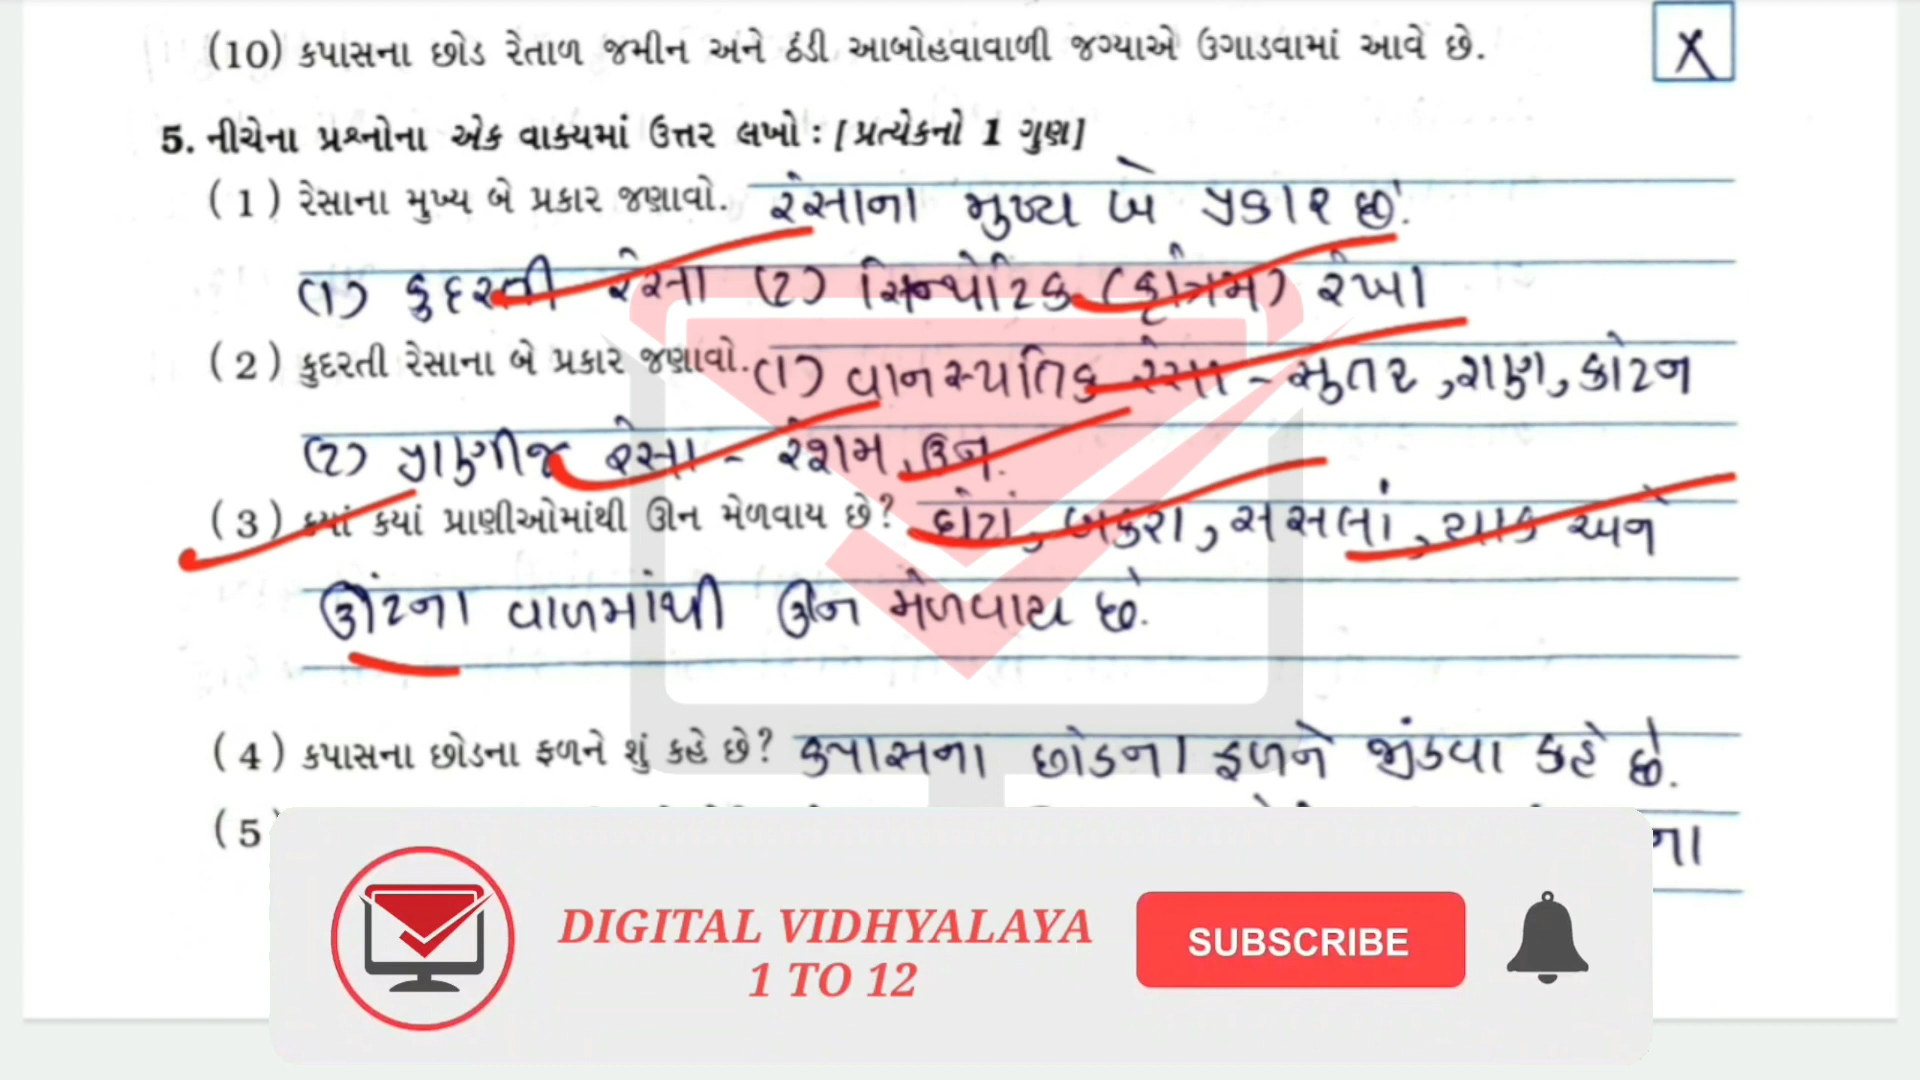 (10) કપાસના છોડ રેતાળ જમીન અને ઠંડી આબોહવાવાળી જગ્યાએ ઉગાડવામાં આવે છે. X
5. નીચેના પ્રશ્નોના એક વાક્યમાં ઉત્તર લખો : [પ્રત્યેકનો 1 ગુણ]
(1) રેસાના મુખ્ય બે પ્રકાર જણાવો. રેસાના મુખ્ય બે પ્રકાર છે.
(1) કુદરતી રેસા (2) સિન્થેટિક (કૃત્રિમ) રેખા
(2) કુદરતી રેસાના બે પ્રકાર જણાવો. (1) વાનસ્પતિક રેસા - સુતર, શણ, કોટન
(2) પ્રાણીજ રેસા - રેશમ, ઉન.
(3) કયાં કયાં પ્રાણીઓમાંથી ઊન મેળવાય છે? ઘેટાં, બકરા, સસલાં, યાક અને
ઊંટના વાળમાંથી ઊન મેળવાય છે.
(4) કપાસના છોડના ફળને શું કહે છે? કપાસના છોડના ફળને જીંડવા કહે છે.
(5
ના
DIGITAL VIDHYALAYA
1 TO 12
SUBSCRIBE